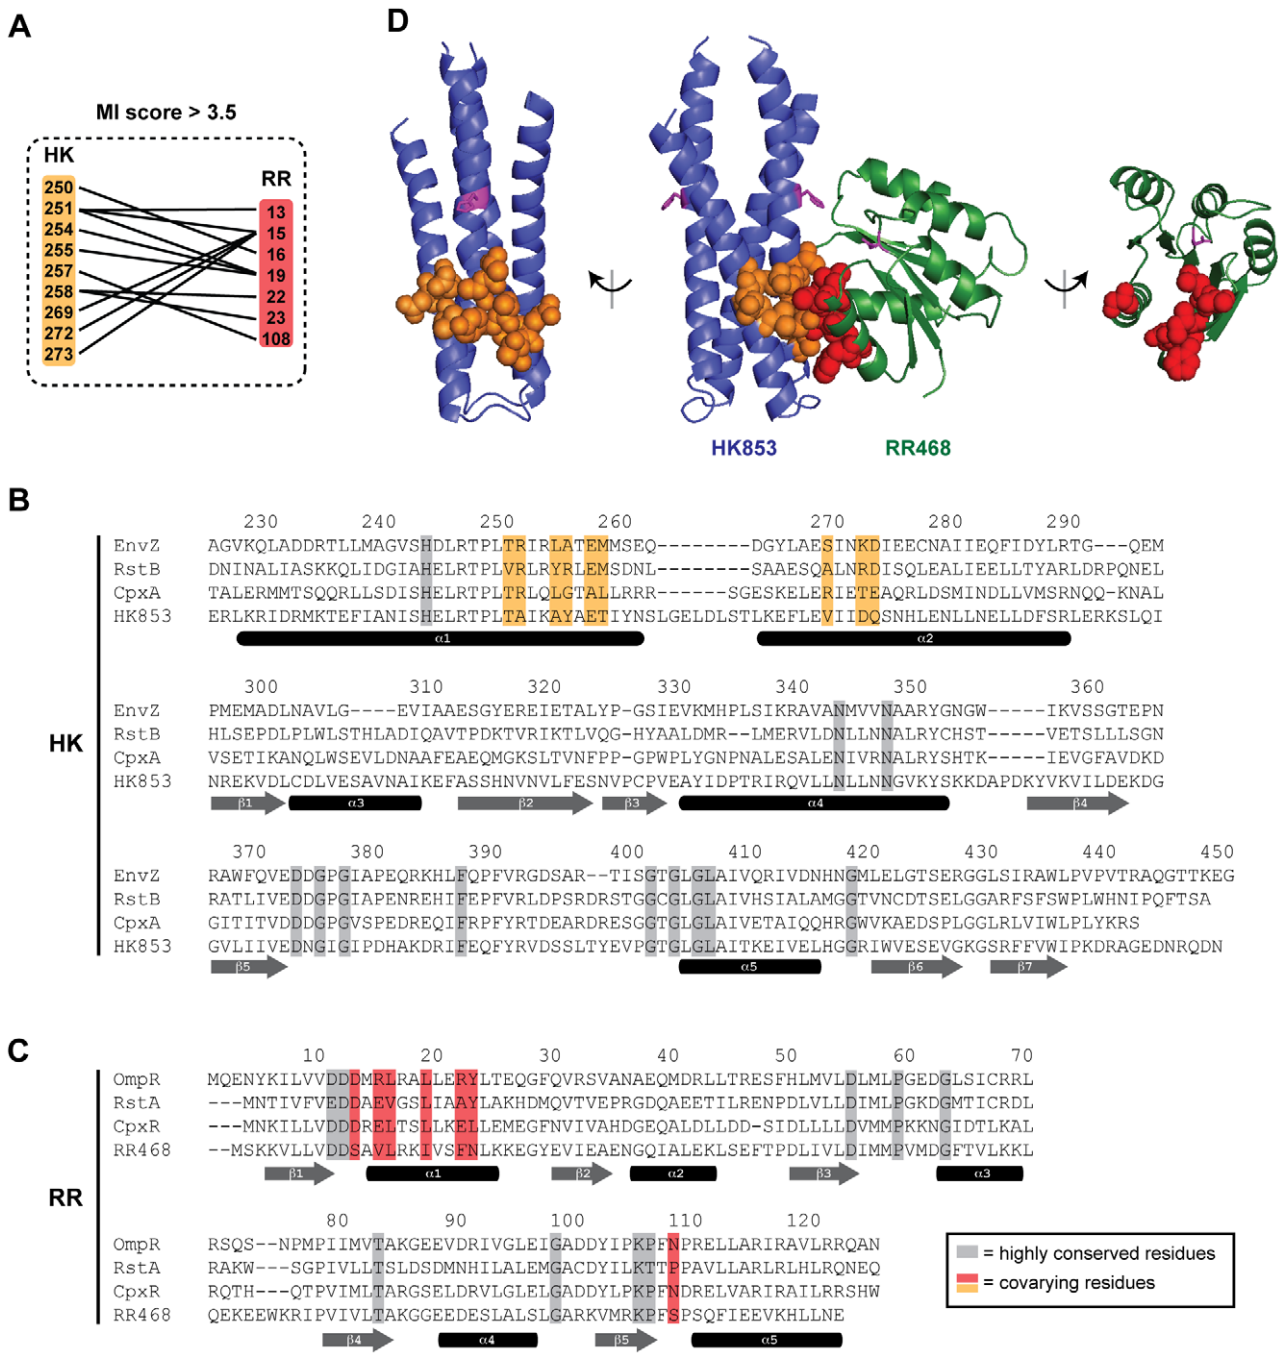 A
MI score > 3.5
HK
250
251
254
255
257
258
269
272
273
RR
13
15
16
19
22
23
108
D
HK853
RR468
B
HK
230 240 250 260 270 280 290
EnvZ AGVKQLADDRTLLMAGVSHDLRTPLTRIRLATEMMSEQ--------DGYLAESINKDIEECNAIIEQFIDYLRTG---QEM
RstB DNINALIASKKQLIDGIAHELRTPLVRLRYRLEMSDNL--------SAAESQALNRDISQLEALIEELLTYARLDRPQNEL
CpxA TALERMMTSQQRLLSDISHELRTPLTRLQLGTALLRRR------SGESKELERIETEAQRLDSMINDLLVMSRNQQ-KNAL
HK853 ERLKRIDRMKTEFIANISHELRTPLTAIKAYAETIYNSLGELDLSTLKEFLEVIIDQSNHLENLLNELLDFSRLERKSLQI
α1 α2
300 310 320 330 340 350 360
EnvZ PMEMADLNAVLG----EVIAAESGYEREIETALYP-GSIEVKMHPLSIKRAVANMVVNAARYGNGW-----IKVSSGTEPN
RstB HLSEPDLPLWLSTHLADIQAVTPDKTVRIKTLVQG-HYAALDMR--LMERVLDNLLNNALRYCHST-----VETSLLLSGN
CpxA VSETIKANQLWSEVLDNAAFEAEQMGKSLTVNFPP-GPWPLYGNPNALESALENIVRNALRYSHTK-----IEVGFAVDKD
HK853 NREKVDLCDLVESAVNAIKEFASSHNVNVLFESNVPCPVEAYIDPTRIRQVLLNLLNNGVKYSKKDAPDKYVKVILDEKDG
β1 α3 β2 β3 α4 β4
370 380 390 400 410 420 430 440 450
EnvZ RAWFQVEDDGPGIAPEQRKHLFQPFVRGDSAR--TISGTGLGLAIVQRIVDNHNGMLELGTSERGGLSIRAWLPVPVTRAQGTTKEG
RstB RATLIVEDDGPGIAPENREHIFEPFVRLDPSRDRSTGGCGLGLAIVHSIALAMGGTVNCDTSELGGARFSFSWPLWHNIPQFTSA
CpxA GITITVDDDGPGVSPEDREQIFRPFYRTDEARDRESGGTGLGLAIVETAIQQHRGWVKAEDSPLGGLRLVIWLPLYKRS
HK853 GVLIIVEDNGIGIPDHAKDRIFEQFYRVDSSLTYEVPGTGLGLAITKEIVELHGGRIWVESEVGKGSRFFVWIPKDRAGEDNRQDN
β5 α5 β6 β7
C
RR
10 20 30 40 50 60 70
OmpR MQENYKILVVDDDMRLRALLERYLTEQGFQVRSVANAEQMDRLLTRESFHLMVLDLMLPGEDGLSICRRL
RstA ---MNTIVFVEDDAEVGSLIAAYLAKHDMQVTVEPRGDQAEETILRENPDLVLLDIMLPGKDGMTICRDL
CpxR ---MNKILLVDDDRELTSLLKELLEMEGFNVIVAHDGEQALDLLDD-SIDLLLLDVMMPKKNGIDTLKAL
RR468 --MSKKVLLVDDSAVLRKIVSFNLKKEGYEVIEAENGQIALEKLSEFTPDLIVLDIMMPVMDGFTVLKKL
β1 α1 β2 α2 β3 α3
80 90 100 110 120
OmpR RSQS--NPMPIIMVTAKGEEVDRIVGLEIGADDYIPKPFNPRELLARIRAVLRRQAN
RstA RAKW---SGPIVLLTSLDSDMNHILALEMGACDYILKTTPPAVLLARLRLHLRQNEQ
CpxR RQTH---QTPVIMLTARGSELDRVLGLELGADDYLPKPFNDRELVARIRAILRRSHW
RR468 QEKEEWKRIPVIVLTAKGGEEDESLALSLGARKVMRKPFSPSQFIEEVKHLLNE
β4 α4 β5 α5
= highly conserved residues
= covarying residues